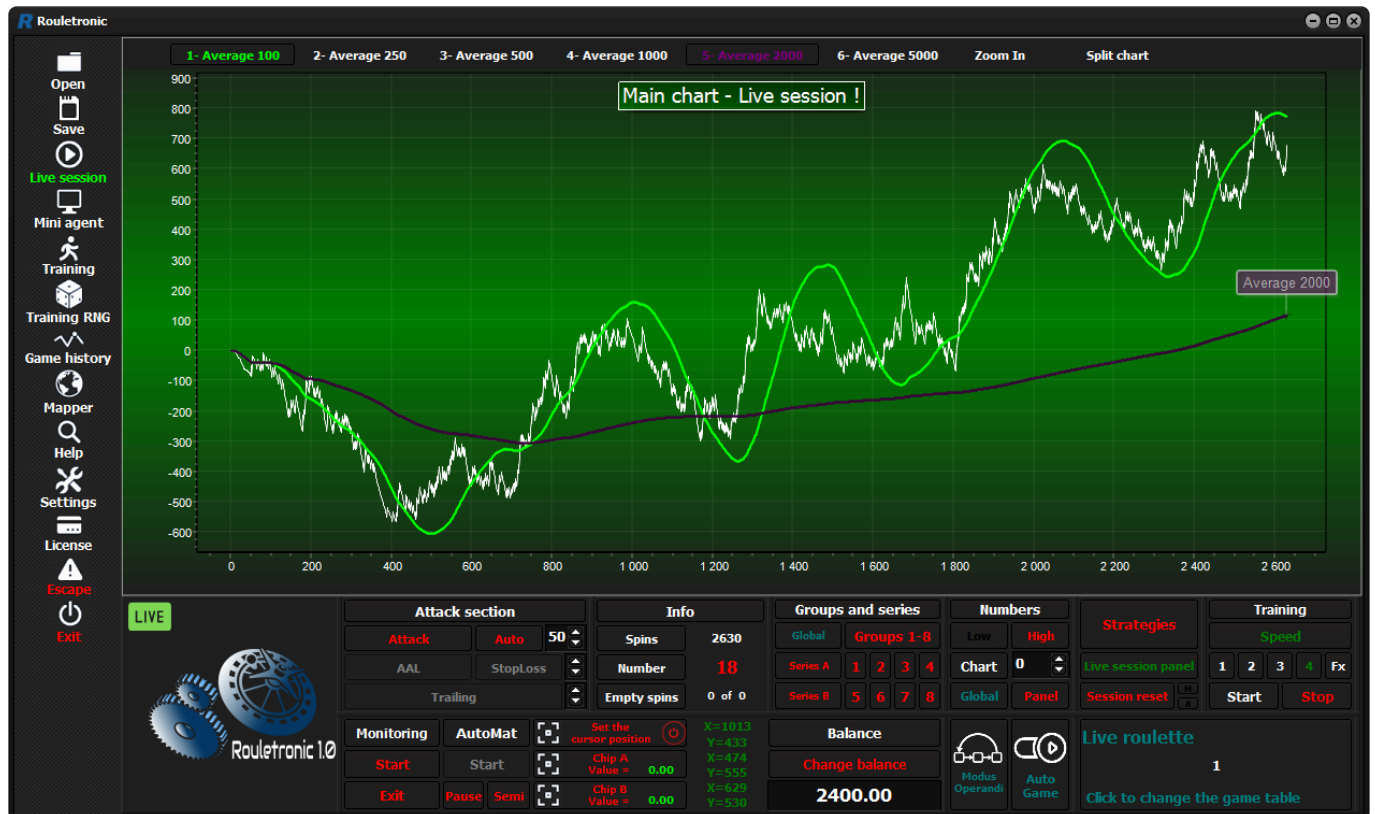 Rouletronic
Open
Save
Live session
Mini agent
Training
Training RNG
Game history
Mapper
Help
Settings
License
Escape
Exit
1- Average 100 2- Average 250 3- Average 500 4- Average 1000 5- Average 2000 6- Average 5000 Zoom In Split chart
Main chart - Live session !
900
800
700
600
500
400
300
200
100
0
-100
-200
-300
-400
-500
-600
Average 2000
0 200 400 600 800 1 000 1 200 1 400 1 600 1 800 2 000 2 200 2 400 2 600
LIVE
Rouletronic 1.0
Attack section
Attack Auto 50
AAL StopLoss
Trailing
Info
Spins 2630
Number 18
Empty spins 0 of 0
Groups and series
Global Groups 1-8
Series A 1 2 3 4
Series B 5 6 7 8
Numbers
Low High
Chart 0
Global Panel
Strategies
Live session panel
Session reset M
A
Training
Speed
1 2 3 4 Fx
Start Stop
Monitoring
Start
Exit
AutoMat
Start
Pause Semi
Set the
cursor position
Chip A
Value = 0.00
Chip B
Value = 0.00
X=1013
Y=433
X=474
Y=555
X=629
Y=530
Balance
Change balance
2400.00
Modus
Operandi
Auto
Game
Live roulette
1
Click to change the game table